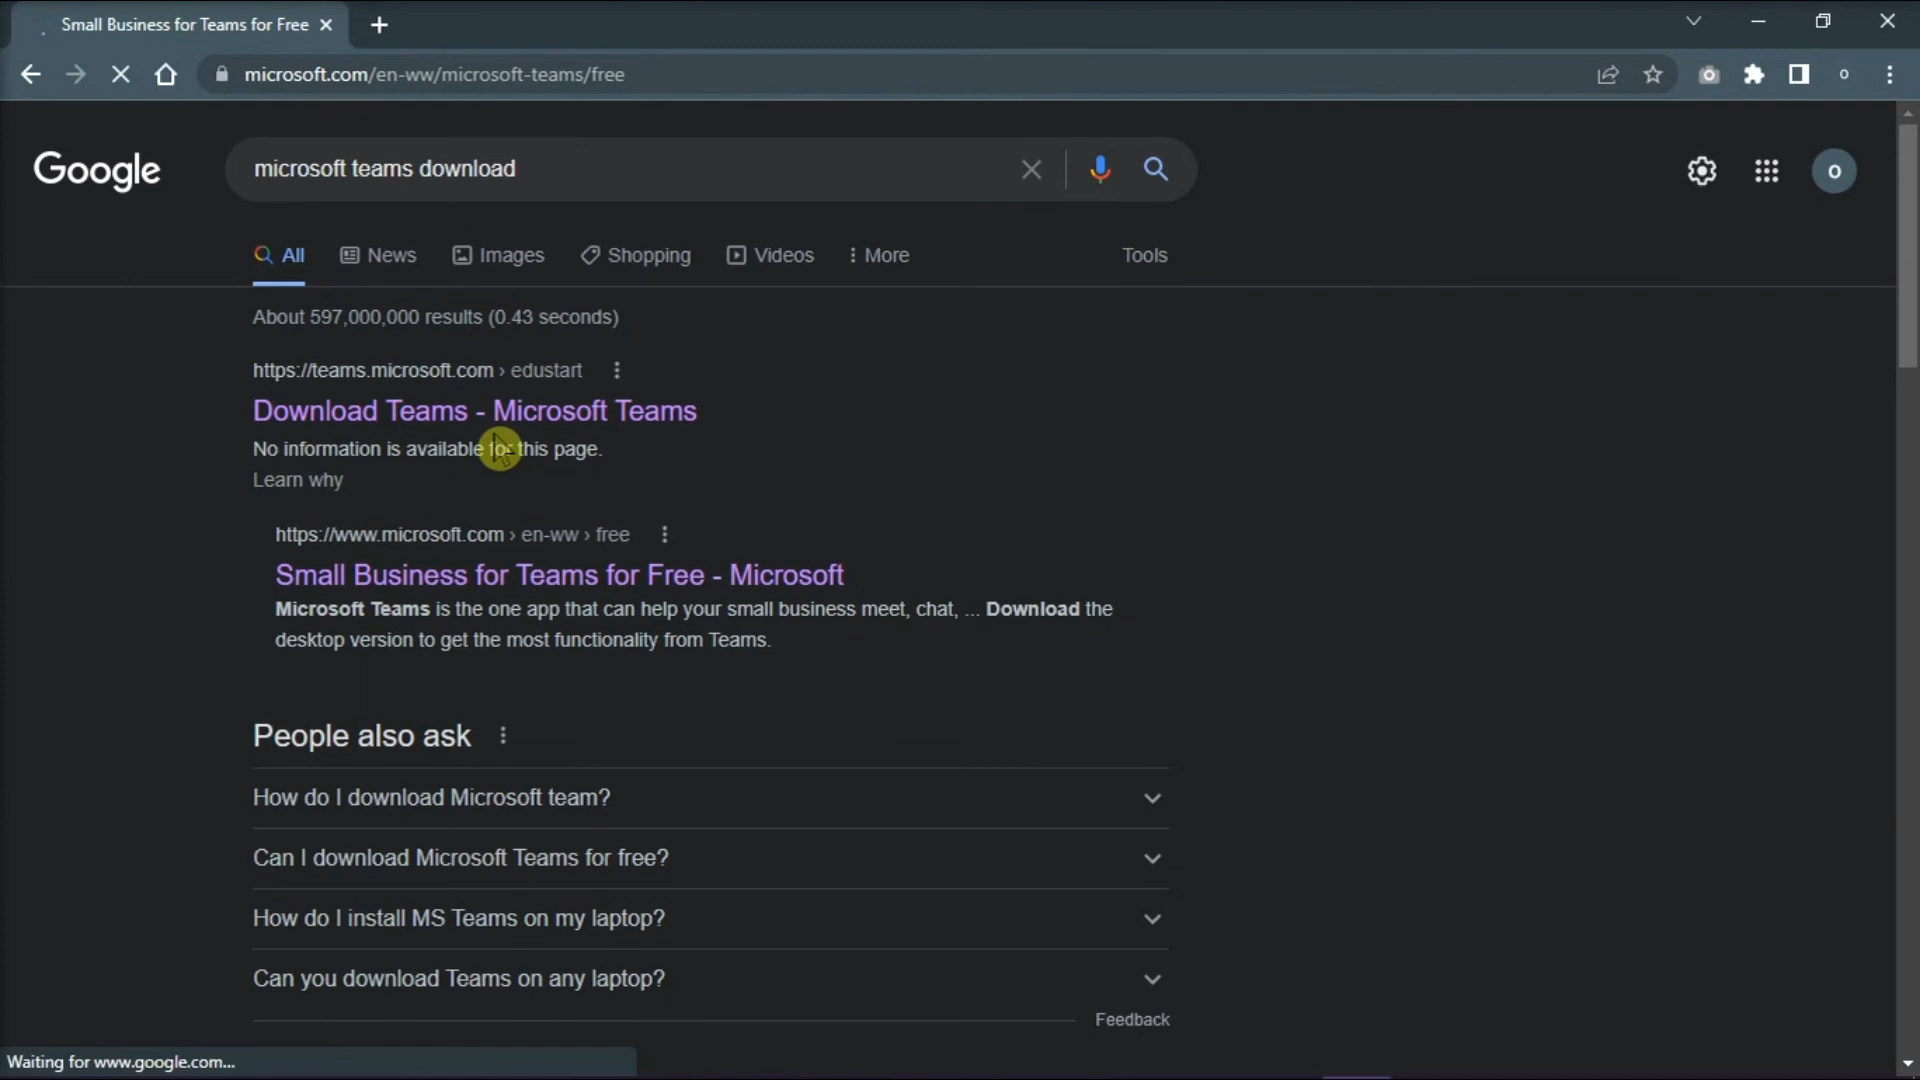 Small Business for Teams for Free
microsoft.com/en-ww/microsoft-teams/free
o
Google
microsoft teams download
o
All
News
Images
Shopping
Videos
More
Tools
About 597,000,000 results (0.43 seconds)
https://teams.microsoft.com › edustart
Download Teams - Microsoft Teams
No information is available for this page.
Learn why
https://www.microsoft.com › en-ww › free
Small Business for Teams for Free - Microsoft
Microsoft Teams is the one app that can help your small business meet, chat, ... Download the
desktop version to get the most functionality from Teams.
People also ask
How do I download Microsoft team?
Can I download Microsoft Teams for free?
How do I install MS Teams on my laptop?
Can you download Teams on any laptop?
Feedback
Waiting for www.google.com...